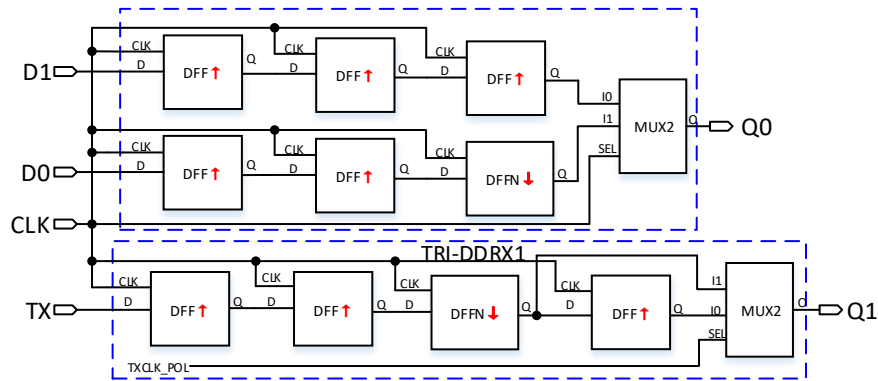 CLK CLK CLK
D1 D DFF↑ Q D DFF↑ Q D DFF↑ Q I0
I1 MUX2 O Q0
CLK CLK CLK
D0 D DFF↑ Q D DFF↑ Q D DFFN↓ Q SEL
CLK
TRI-DDRX1
CLK CLK CLK CLK I1
TX D DFF↑ Q D DFF↑ Q D DFFN↓ Q D DFF↑ Q I0 MUX2 O Q1
SEL
TXCLK_POL